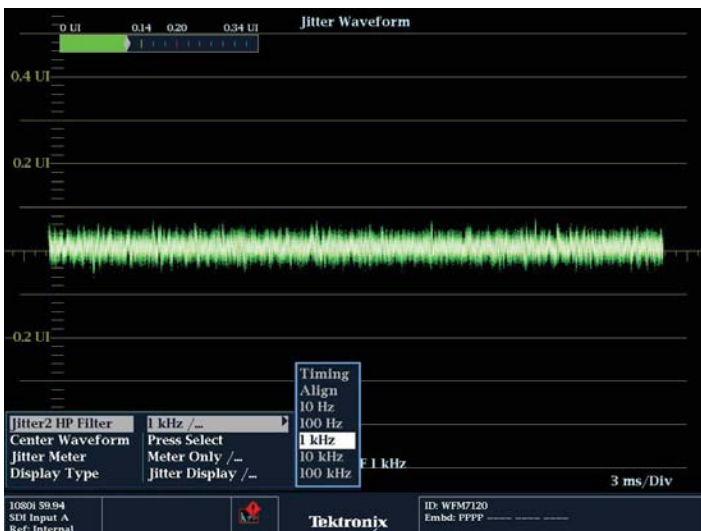 Jitter Waveform
0 UI 0.14 0.20 0.34 UI
0.4 UI
0.2 UI
-0.2 UI
Timing
Align
10 Hz
100 Hz
1 kHz
10 kHz
100 kHz
Jitter2 HP Filter 1 kHz /...
Center Waveform Press Select
Jitter Meter Meter Only /...
Display Type Jitter Display /...
F 1 kHz
3 ms/Div
1080i 59.94
SDI Input A
Ref: Internal
Tektronix
ID: WFM7120
Embd: PPPP ---- ---- ----